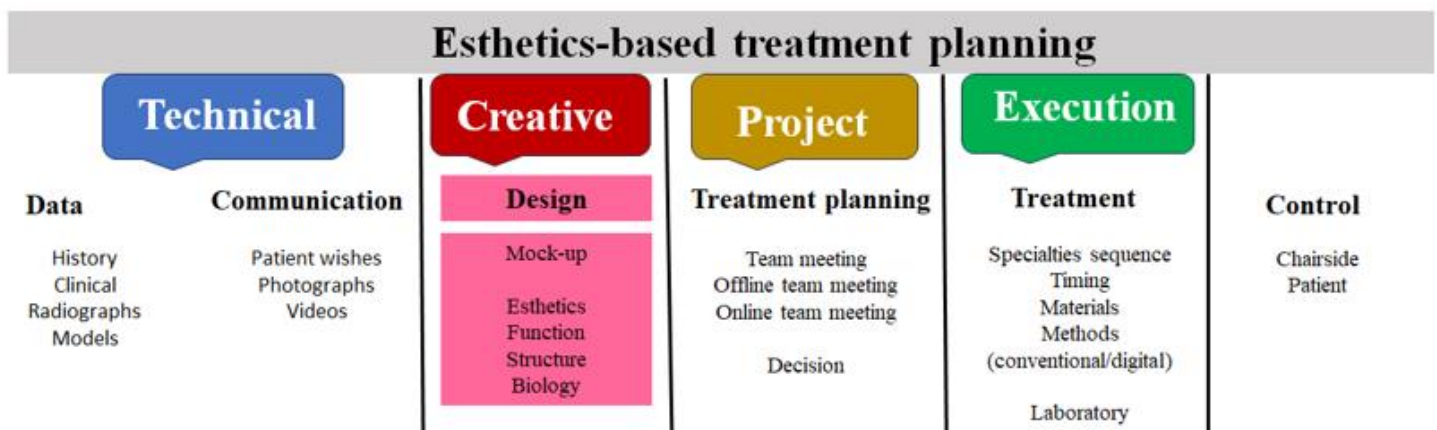 Esthetics-based treatment planning
Technical
Creative
Project
Execution
Data
History
Clinical
Radiographs
Models
Communication
Patient wishes
Photographs
Videos
Design
Mock-up
Esthetics
Function
Structure
Biology
Treatment planning
Team meeting
Offline team meeting
Online team meeting
Decision
Treatment
Specialties sequence
Timing
Materials
Methods
(conventional/digital)
Laboratory
Control
Chairside
Patient